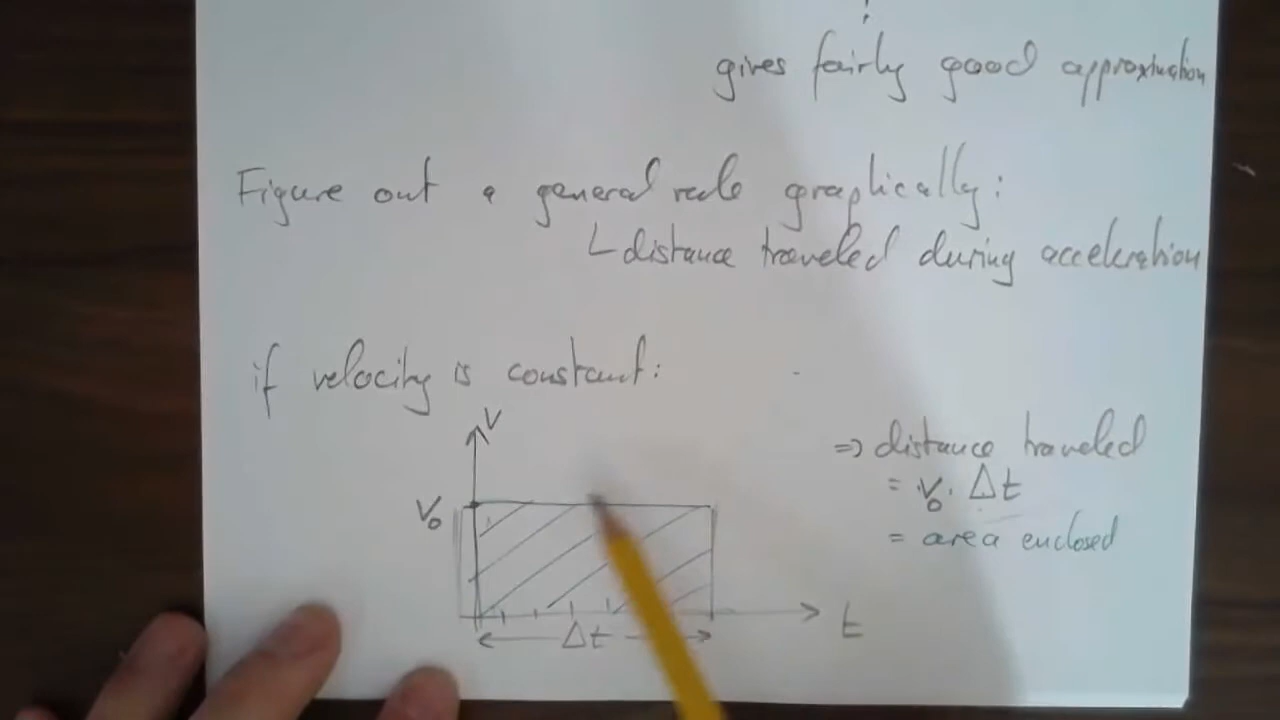 gives fairly good approximation
Figure out a general rule graphically:
distance traveled during acceleration
if velocity is constant:
V
V₀
Δt
t
=> distance traveled
= V₀ · Δt
= area enclosed